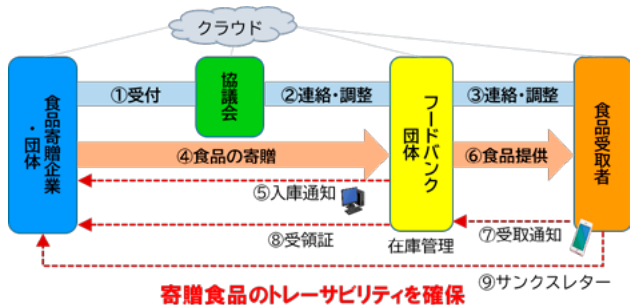 クラウド
食品寄贈企業
・団体
協議会
フードバンク
団体
食品受取者
①受付
②連絡・調整
③連絡・調整
④食品の寄贈
⑥食品提供
⑤入庫通知
⑧受領証
在庫管理
⑦受取通知
⑨サンクスレター
寄贈食品のトレーサビリティを確保